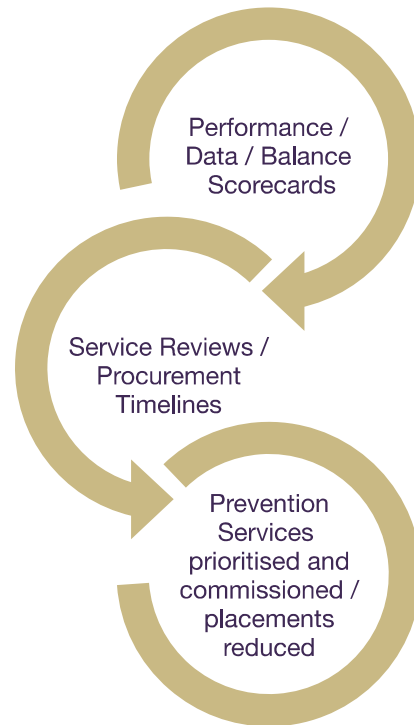 Performance /
Data / Balance
Scorecards
Service Reviews /
Procurement
Timelines
Prevention
Services
prioritised and
commissioned /
placements
reduced